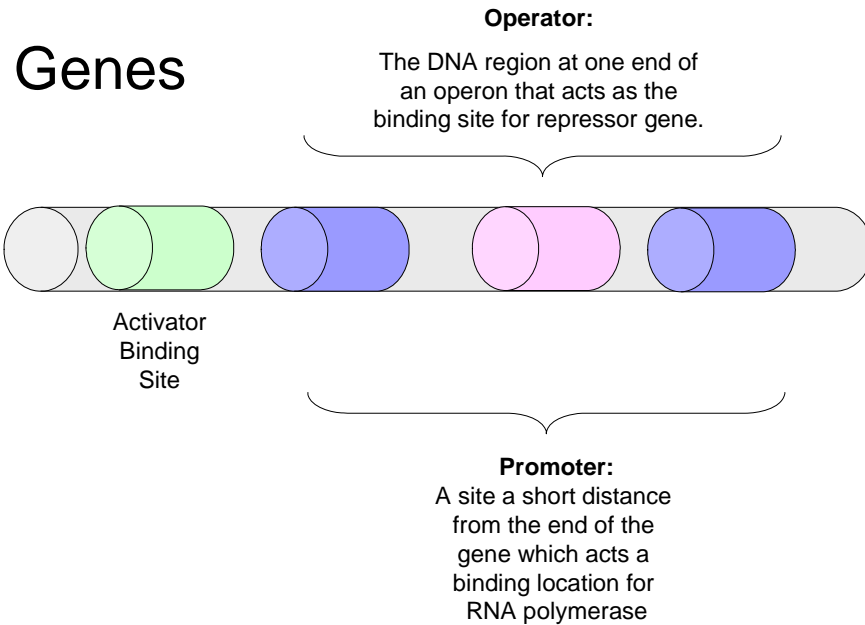 Genes
Operator:
The DNA region at one end of
an operon that acts as the
binding site for repressor gene.
Activator
Binding
Site
Promoter:
A site a short distance
from the end of the
gene which acts a
binding location for
RNA polymerase